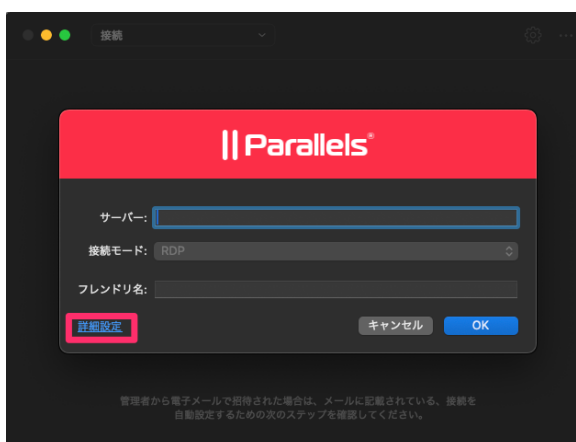 接続
Parallels®
サーバー:
接続モード: RDP
フレンドリ名:
詳細設定 キャンセル OK
管理者から電子メールで招待された場合は、メールに記載されている、接続を
自動設定するための次のステップを確認してください。